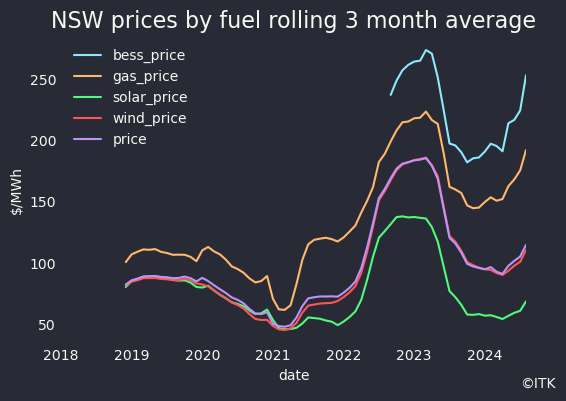 NSW prices by fuel rolling 3 month average
bess_price
gas_price
solar_price
wind_price
price
$/MWh
250
200
150
100
50
2018 2019 2020 2021 2022 2023 2024
date
©ITK